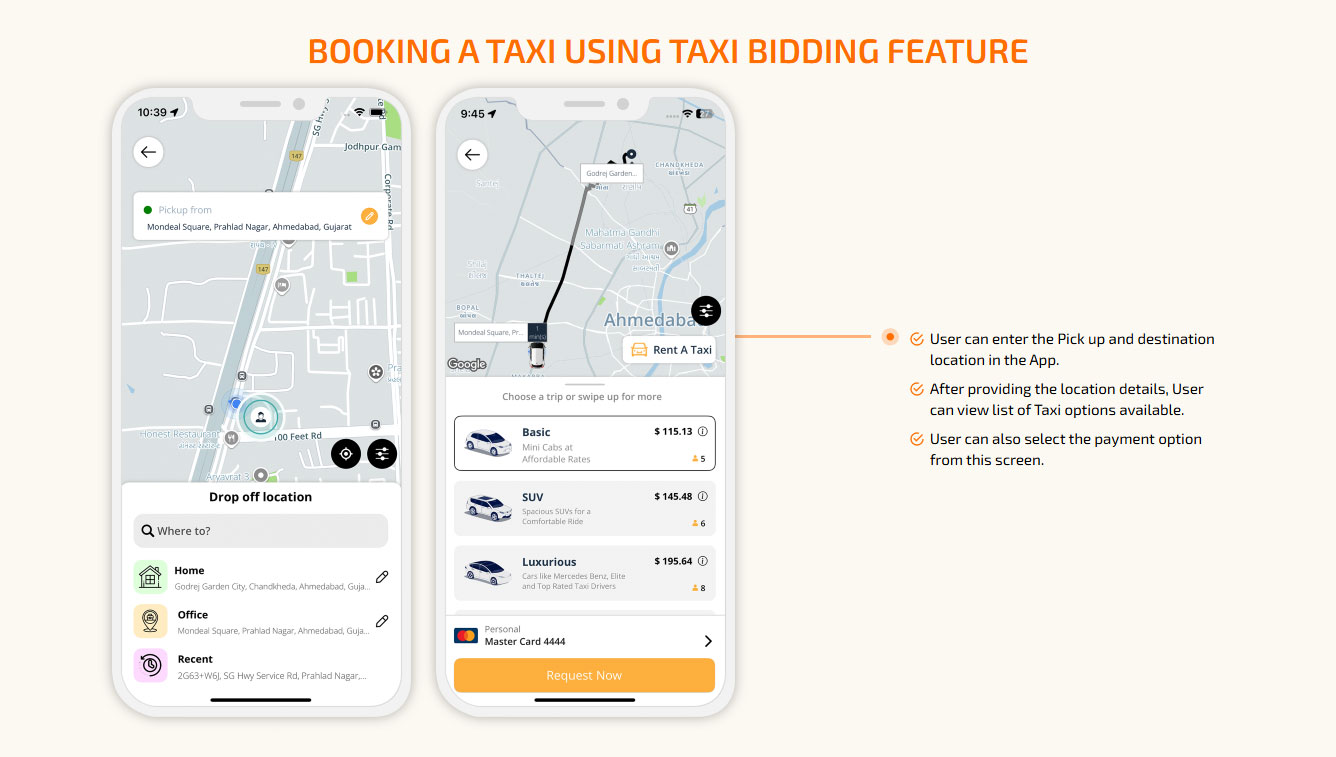 BOOKING A TAXI USING TAXI BIDDING FEATURE
10:39
SG Hwy S
147
Jodhpur Gam
Corporate Rd
Pickup from
Mondeal Square, Prahlad Nagar, Ahmedabad, Gujarat
147
Honest Restaurant
100 Feet Rd
Aryavrat 3
Drop off location
Where to?
Home
Godrej Garden City, Chandkheda, Ahmedabad, Guja...
Office
Mondeal Square, Prahlad Nagar, Ahmedabad, Guja...
Recent
2G63+W6J, SG Hwy Service Rd, Prahlad Nagar,...
9:45
27
Godrej Garden...
CHANDKHEDA
41
Mahatma Gandhi
Sabarmati Ashram
THALTEJ
BOPAL
Mondeal Square, Pr...
1
min(s)
Ahmedaba
Google
Rent A Taxi
Choose a trip or swipe up for more
Basic
$ 115.13
Mini Cabs at
Affordable Rates
5
SUV
$ 145.48
Spacious SUVs for a
Comfortable Ride
6
Luxurious
$ 195.64
Cars like Mercedes Benz, Elite
and Top Rated Taxi Drivers
8
Personal
Master Card 4444
Request Now
User can enter the Pick up and destination
location in the App.
After providing the location details, User
can view list of Taxi options available.
User can also select the payment option
from this screen.